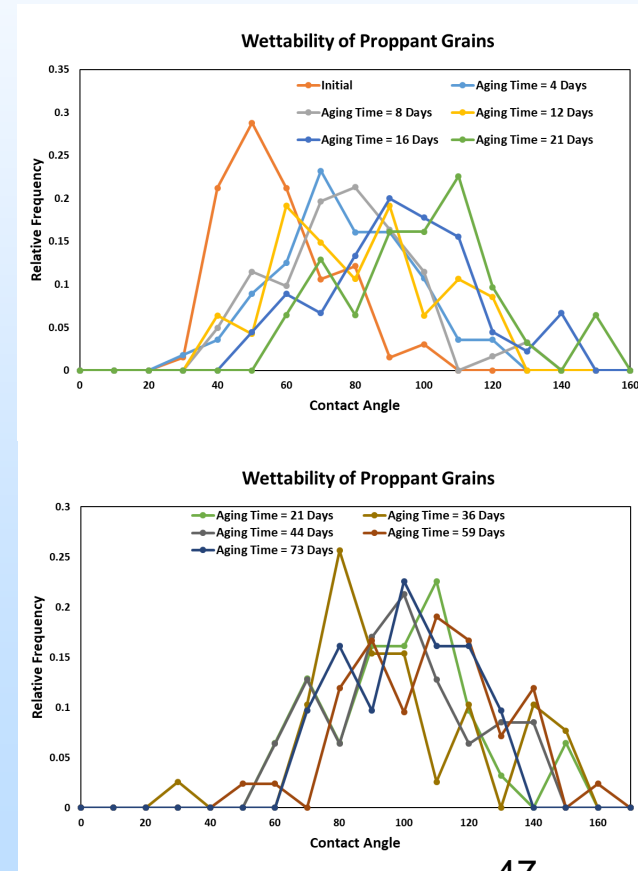 Wettability of Proppant Grains
0.35
0.3
0.25
0.2
0.15
0.1
0.05
0
Relative Frequency
Initial
Aging Time = 4 Days
Aging Time = 8 Days
Aging Time = 12 Days
Aging Time = 16 Days
Aging Time = 21 Days
0 20 40 60 80 100 120 140 160
Contact Angle
Wettability of Proppant Grains
0.3
0.25
0.2
0.15
0.1
0.05
0
Relative Frequency
Aging Time = 21 Days
Aging Time = 36 Days
Aging Time = 44 Days
Aging Time = 59 Days
Aging Time = 73 Days
0 20 40 60 80 100 120 140 160
Contact Angle
47